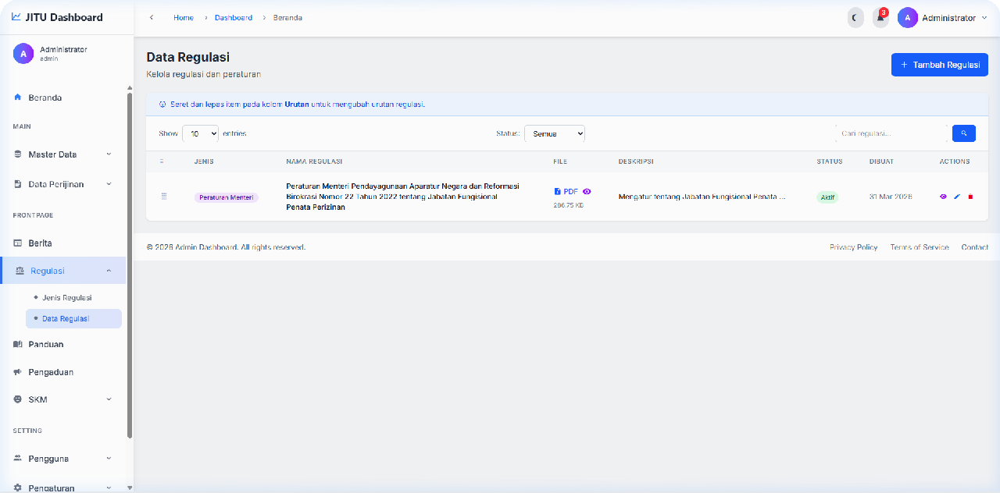 JITU Dashboard
Home > Dashboard > Beranda
3
A Administrator
A
Administrator
admin
Beranda
MAIN
Master Data
Data Perijinan
FRONTPAGE
Berita
Regulasi
Jenis Regulasi
Data Regulasi
Panduan
Pengaduan
SKM
SETTING
Pengguna
Pengaturan
Data Regulasi
Kelola regulasi dan peraturan
+ Tambah Regulasi
Seret dan lepas item pada kolom Urutan untuk mengubah urutan regulasi.
Show 10 entries
Status: Semua
Cari regulasi...
JENIS NAMA REGULASI FILE DESKRIPSI STATUS DIBUAT ACTIONS
Peraturan Menteri
Peraturan Menteri Pendayagunaan Aparatur Negara dan Reformasi
Birokrasi Nomor 22 Tahun 2022 tentang Jabatan Fungsional
Penata Perizinan
PDF
286.75 KB
Mengatur tentang Jabatan Fungisional Penata ...
Aktif
31 Mar 2026
© 2026 Admin Dashboard. All rights reserved.
Privacy Policy Terms of Service Contact